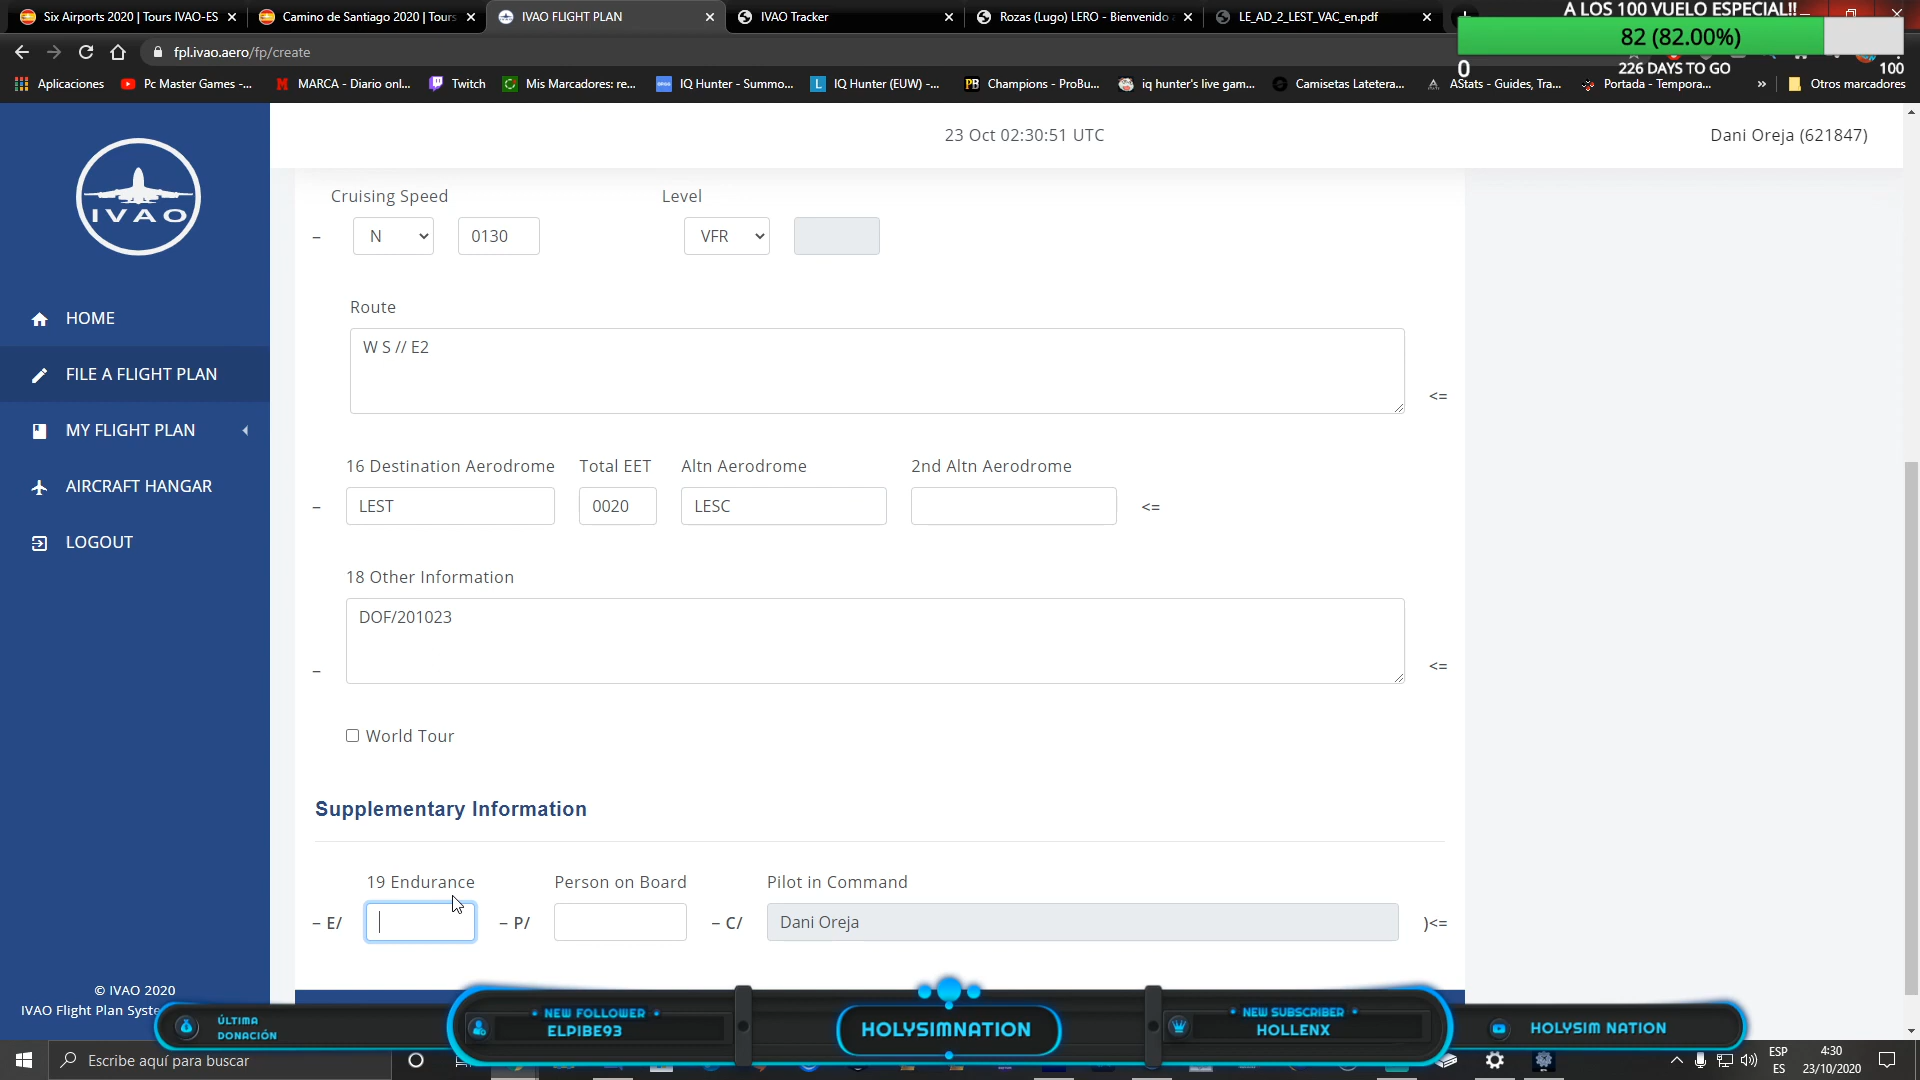 Six Airports 2020 | Tours IVAO-ES
Camino de Santiago 2020 | Tours
IVAO FLIGHT PLAN
IVAO Tracker
Rozas (Lugo) LERO - Bienvenido
LE_AD_2_LEST_VAC_en.pdf
A LOS 100 VUELO ESPECIAL!!
82 (82.00%)
0
226 DAYS TO GO
100
fpl.ivao.aero/fp/create
Aplicaciones
Pc Master Games -...
MARCA - Diario onl...
Twitch
Mis Marcadores: re...
IQ Hunter - Summo...
IQ Hunter (EUW) -...
Champions - ProBu...
iq hunter's live gam...
Camisetas Latetera...
AStats - Guides, Tra...
Portada - Tempora...
»
Otros marcadores
IVAO
23 Oct 02:30:51 UTC
Dani Oreja (621847)
HOME
FILE A FLIGHT PLAN
MY FLIGHT PLAN
AIRCRAFT HANGAR
LOGOUT
© IVAO 2020
IVAO Flight Plan Syste
Cruising Speed
Level
– N 0130 VFR
Route
W S // E2
<=
16 Destination Aerodrome Total EET Altn Aerodrome 2nd Altn Aerodrome
– LEST 0020 LESC <=
18 Other Information
DOF/201023
– <=
World Tour
Supplementary Information
19 Endurance Person on Board Pilot in Command
– E/ – P/ – C/ Dani Oreja )<=
ÚLTIMA
DONACIÓN
NEW FOLLOWER
ELPIBE93
HOLYSIMNATION
NEW SUBSCRIBER
HOLLENX
HOLYSIM NATION
Escribe aquí para buscar
ESP
ES
4:30
23/10/2020